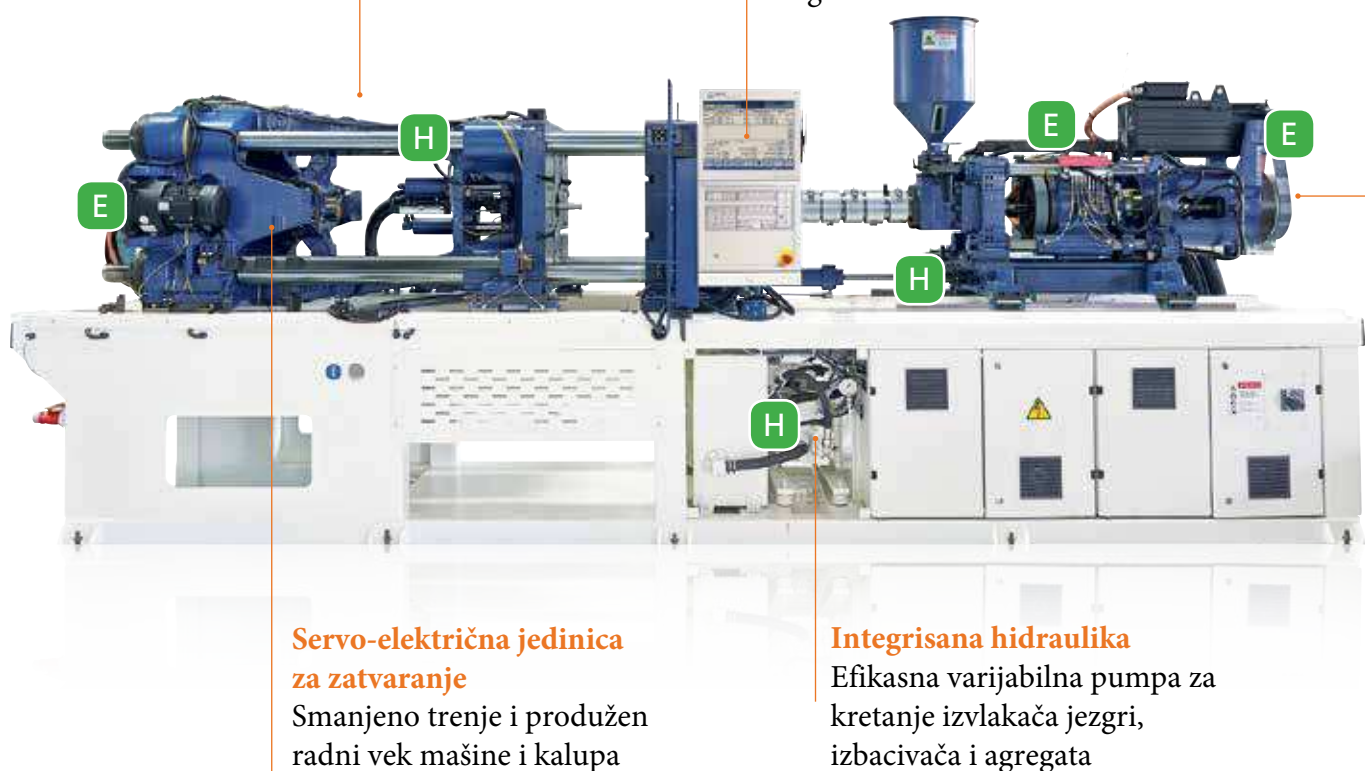 H
E
E
E
H
H
Servo-električna jedinica
za zatvaranje
Smanjeno trenje i produžen
radni vek mašine i kalupa
Integrisana hidraulika
Efikasna varijabilna pumpa za
kretanje izvlakača jezgri,
izbacivača i agregata